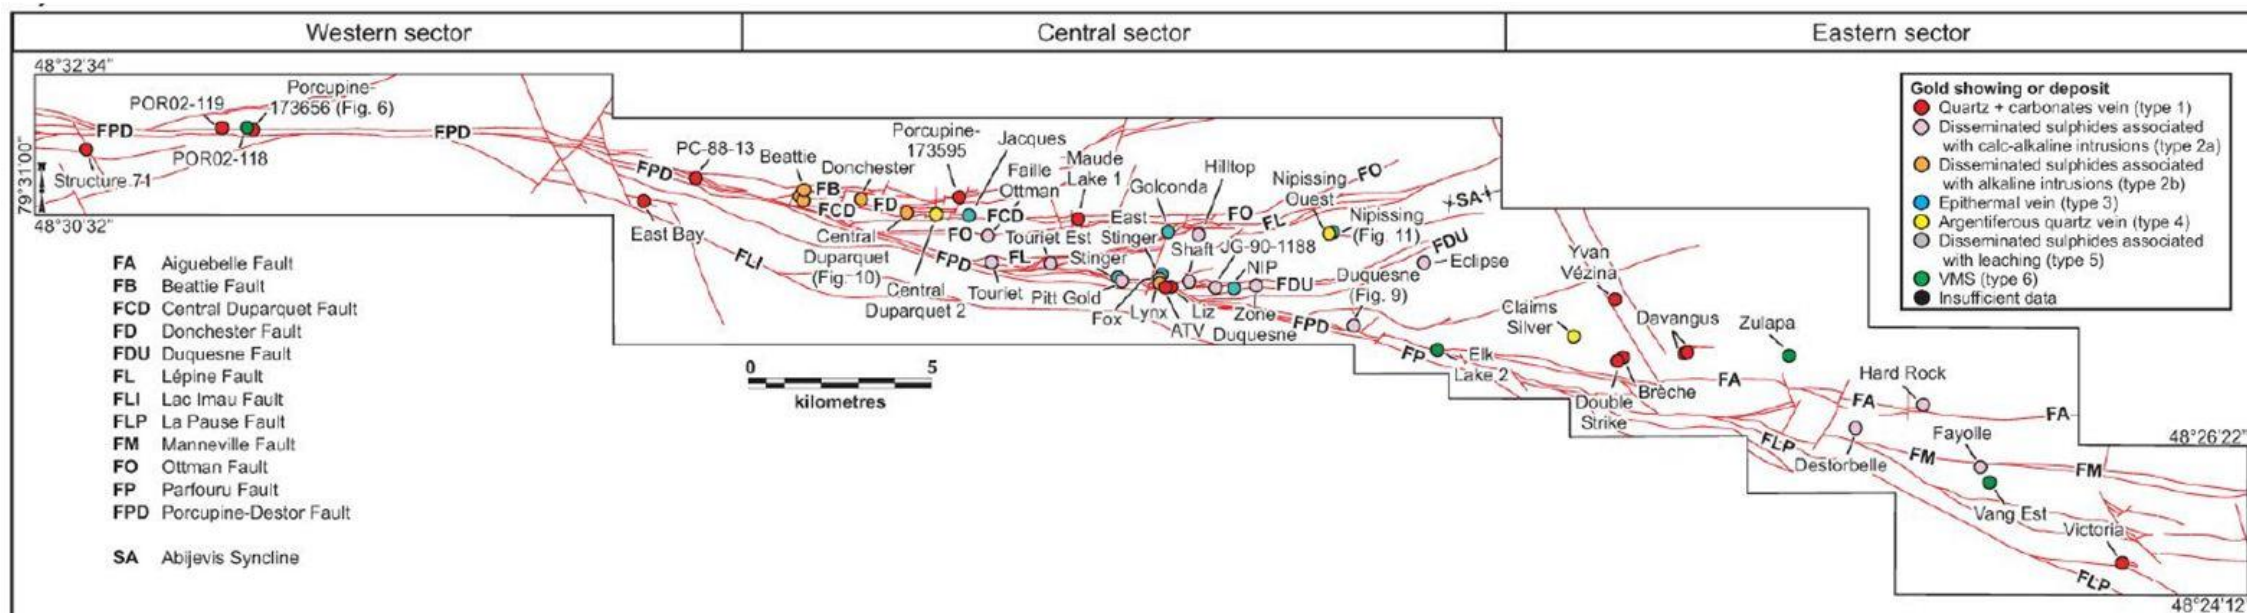 Western sector
Central sector
Eastern sector
48°32'34"
79°31'00"
48°30'32"
POR02-119
Porcupine-
173656 (Fig. 6)
FPD
POR02-118
Structure 71
FPD
FPD
PC-88-13
East Bay
FLI
Beattie
Donchester
FB
FCD
FD
Porcupine-
173595
Jacques
Faille
Ottman
Maude
Lake 1
FCD
FO
Central
Duparquet
(Fig. 10)
Central
Duparquet 2
FPD
FL
Touriet
Touriet Est
Stinger
East
Stinger
Golconda
Hilltop
Pitt Gold
Fox
Lynx
ATV
Liz
Shaft
JG-90-1188
NIP
Zone
Duquesne
FO
FL
FO
Nipissing
Ouest
Nipissing
(Fig. 11)
SA
FDU
FDU
Eclipse
Duquesne
(Fig. 9)
FPD
FP
Elk
Lake 2
Yvan
Vézina
Claims
Silver
Davangus
Zulapa
Double
Strike
Brèche
FA
FA
FA
Hard Rock
FLP
Destorbelle
FM
Fayolle
FM
Vang Est
Victoria
FLP
48°26'22"
48°24'12"
Gold showing or deposit
Quartz + carbonates vein (type 1)
Disseminated sulphides associated
with calc-alkaline intrusions (type 2a)
Disseminated sulphides associated
with alkaline intrusions (type 2b)
Epithermal vein (type 3)
Argentiferous quartz vein (type 4)
Disseminated sulphides associated
with leaching (type 5)
VMS (type 6)
Insufficient data
FA Aiguebelle Fault
FB Beattie Fault
FCD Central Duparquet Fault
FD Donchester Fault
FDU Duquesne Fault
FL Lépine Fault
FLI Lac Imau Fault
FLP La Pause Fault
FM Manneville Fault
FO Ottman Fault
FP Parfouru Fault
FPD Porcupine-Destor Fault
SA Abijevis Syncline
0 5
kilometres